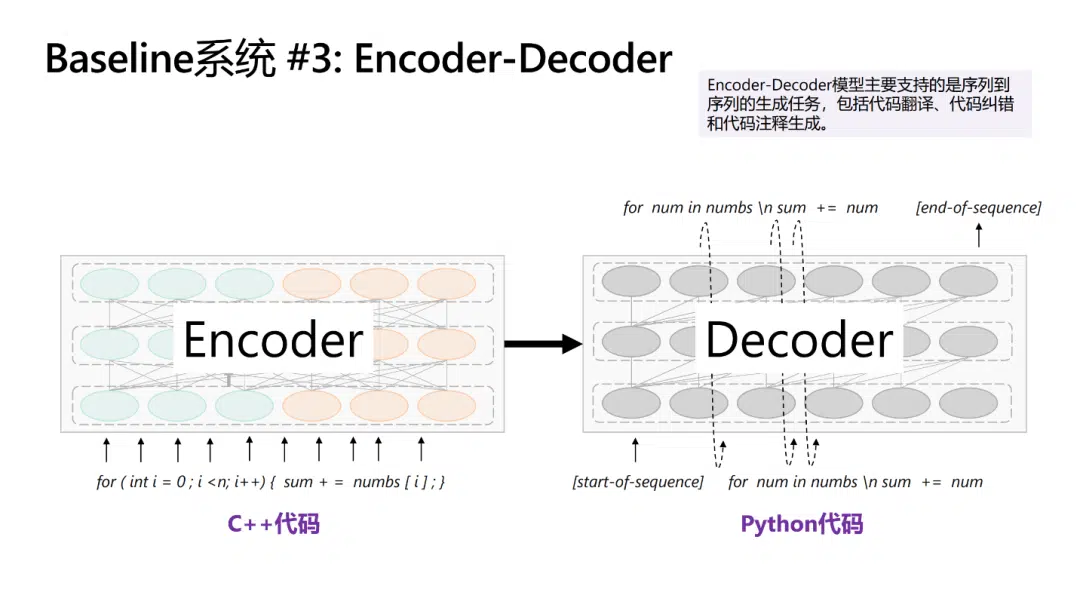 Baseline系统 #3: Encoder-Decoder
Encoder-Decoder模型主要支持的是序列到
序列的生成任务，包括代码翻译、代码纠错
和代码注释生成。
for num in numbs \n sum += num [end-of-sequence]
Encoder
Decoder
for ( int i = 0 ; i <n; i++) { sum + = numbs [ i ] ; }
[start-of-sequence] for num in numbs \n sum += num
C++代码
Python代码